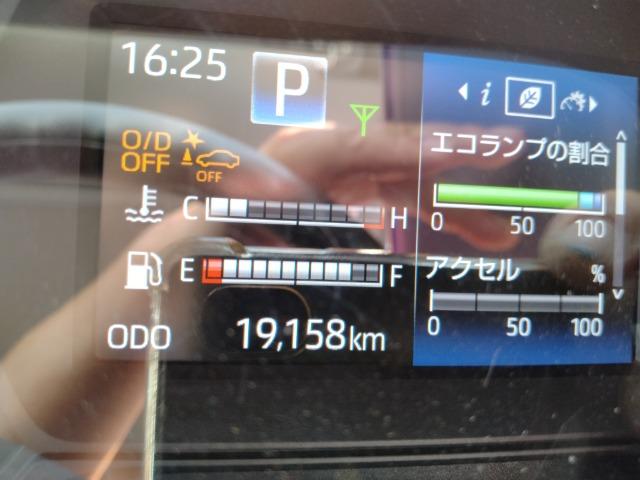 16:25
P
i
O/D
OFF
OFF
エコランプの割合
C H
0 50 100
E F
アクセル %
ODO 19,158km
0 50 100